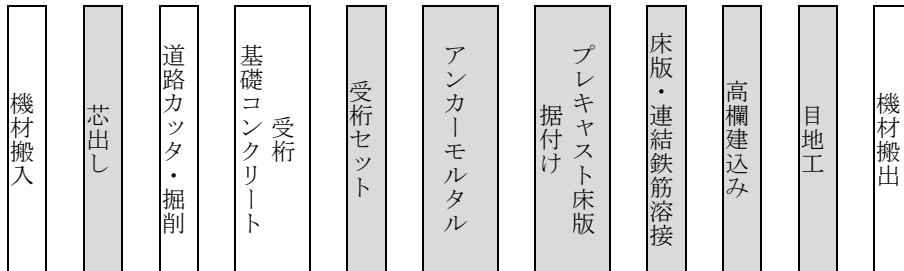 機材搬入
芯出し
道路カッタ・掘削
受桁
基礎コンクリート
受桁セット
アンカーモルタル
プレキャスト床版
据付け
床版・連結鉄筋溶接
高欄建込み
目地工
機材搬出